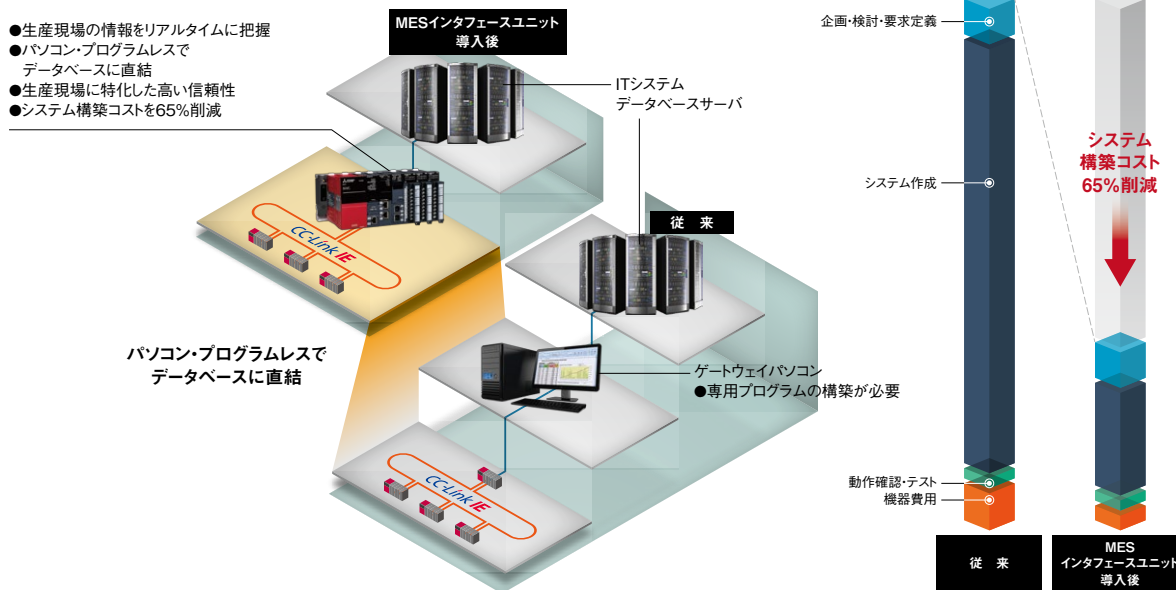 ●生産現場の情報をリアルタイムに把握
●パソコン・プログラムレスで
データベースに直結
●生産現場に特化した高い信頼性
●システム構築コストを65%削減
MESインタフェースユニット
導入後
ITシステム
データベースサーバ
CC-Link IE
従 来
パソコン・プログラムレスで
データベースに直結
ゲートウェイパソコン
●専用プログラムの構築が必要
CC-Link IE
企画・検討・要求定義
システム作成
動作確認・テスト
機器費用
システム
構築コスト
65%削減
従 来
MES
インタフェースユニット
導入後